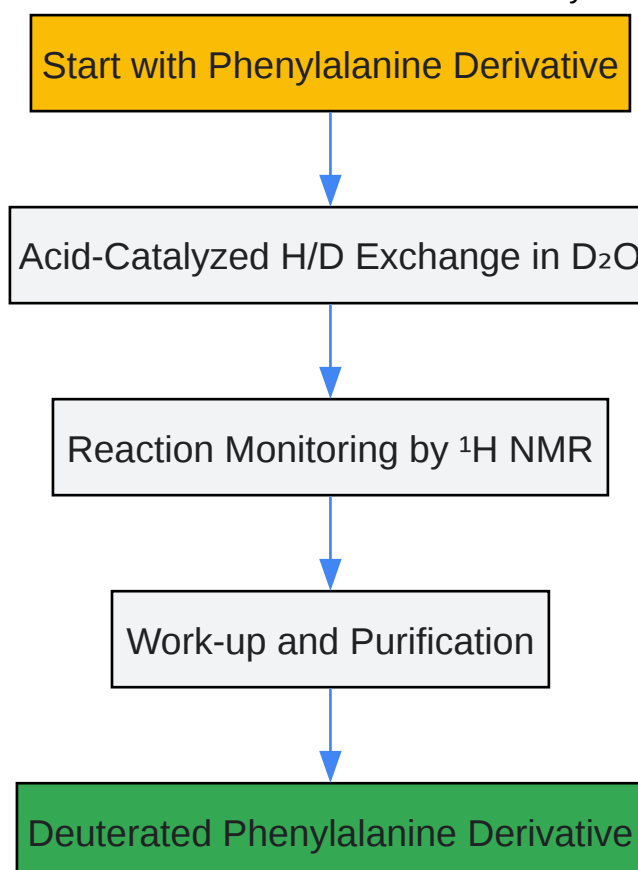 Start with Phenylalanine Derivative
Acid-Catalyzed H/D Exchange in D₂O
Reaction Monitoring by ¹H NMR
Work-up and Purification
Deuterated Phenylalanine Derivative